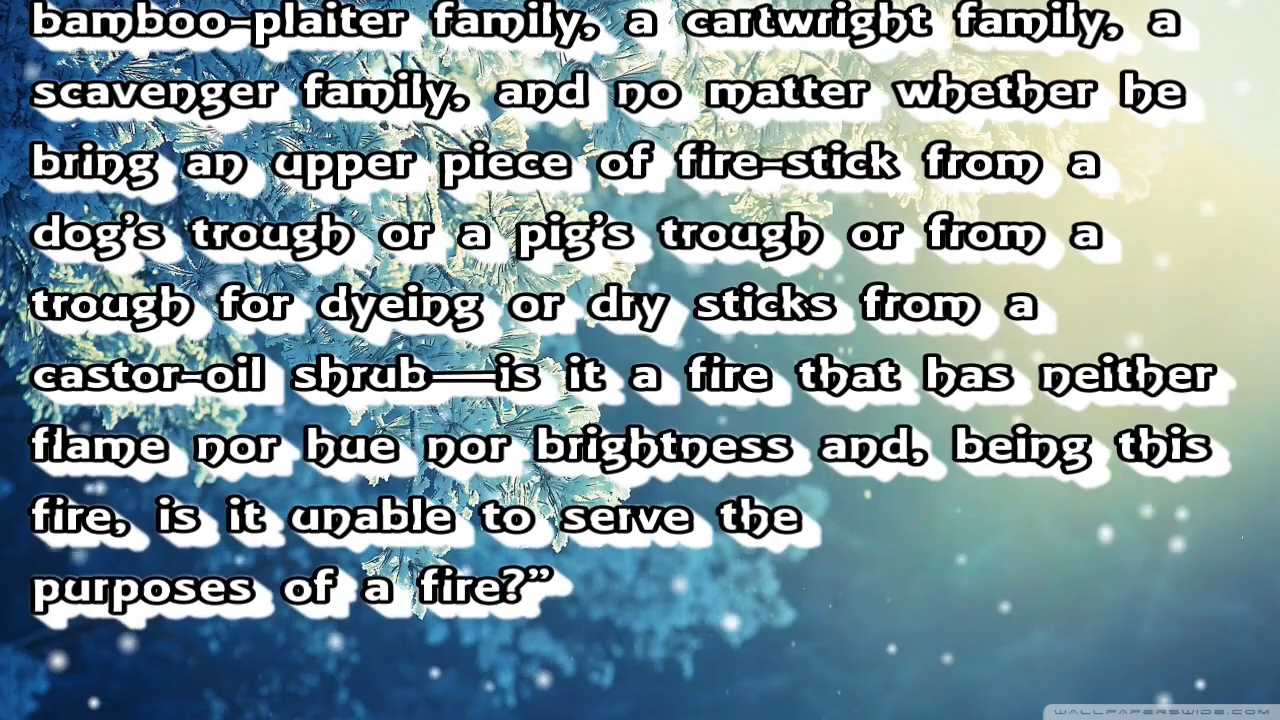 bamboo-plaiter family, a cartwright family, a
scavenger family, and no matter whether he
bring an upper piece of fire-stick from a
dog’s trough or a pig’s trough or from a
trough for dyeing or dry sticks from a
castor-oil shrub—is it a fire that has neither
flame nor hue nor brightness and, being this
fire, is it unable to serve the
purposes of a fire?”
WALLPAPERSWIDE.COM